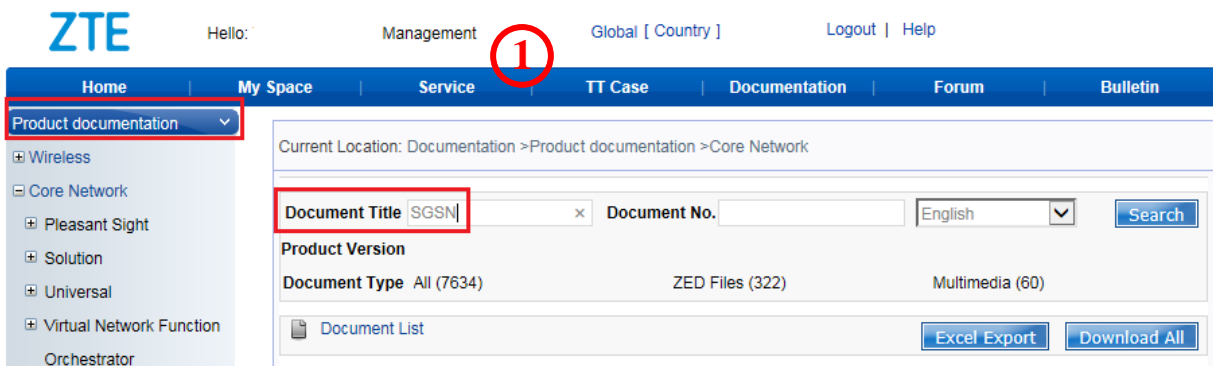 ZTE Hello: Management Global [ Country ] Logout | Help
1
Home | My Space | Service | TT Case | Documentation | Forum | Bulletin
Product documentation
Wireless
Core Network
Pleasant Sight
Solution
Universal
Virtual Network Function
Orchestrator
Current Location: Documentation >Product documentation >Core Network
Document Title SGSN × Document No. English Search
Product Version
Document Type All (7634) ZED Files (322) Multimedia (60)
Document List Excel Export Download All